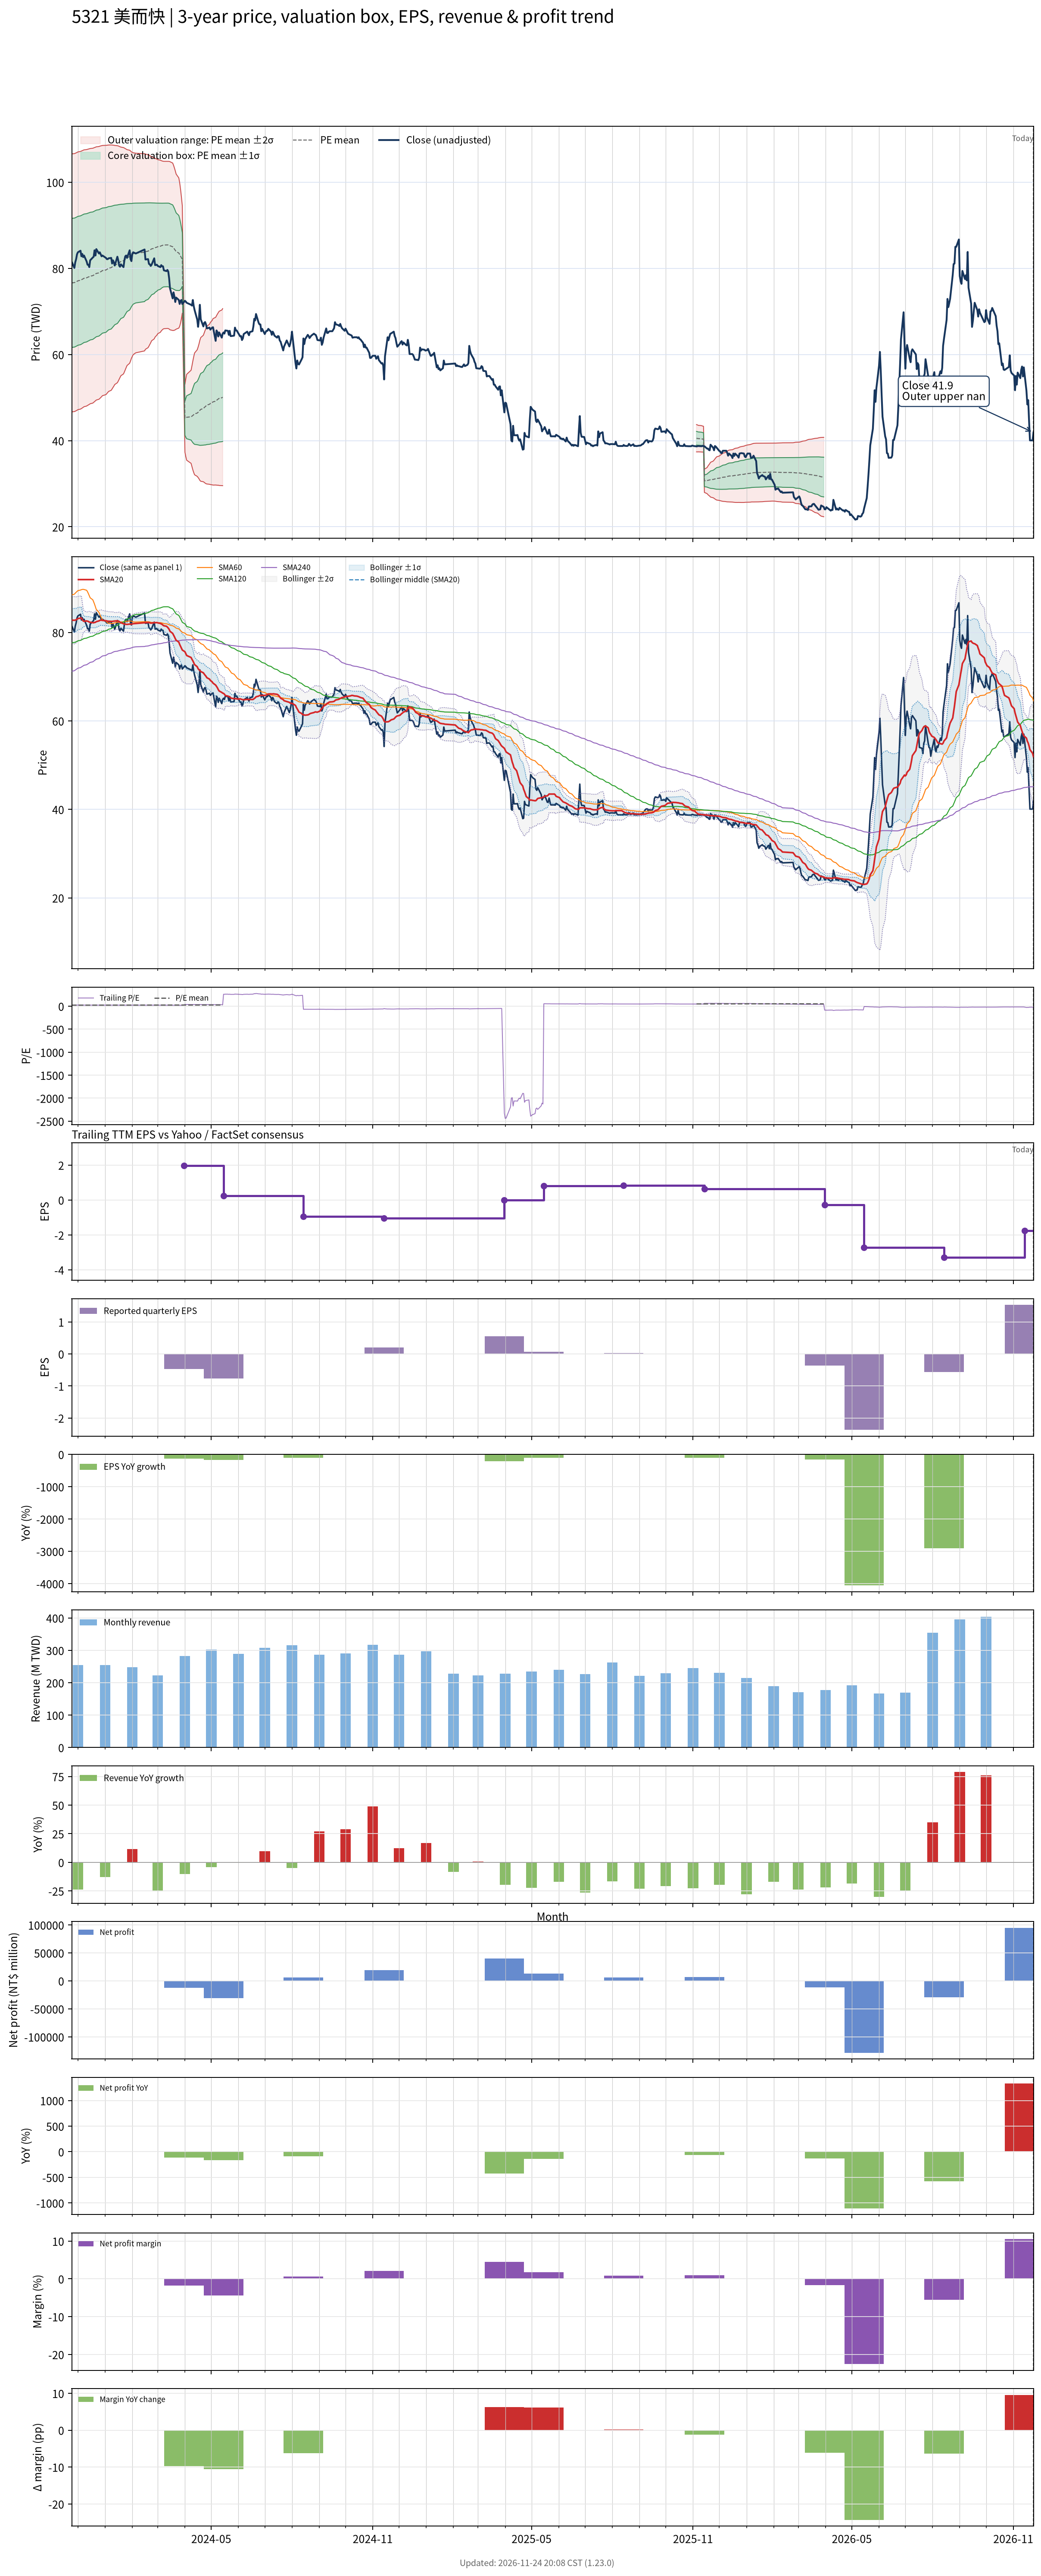 5321 美而快 | 3-year price, valuation box, EPS, revenue & profit trend
Outer valuation range: PE mean ±2σ
PE mean
Close (unadjusted)
Core valuation box: PE mean ±1σ
Today
Price (TWD)
100
80
60
40
20
Close 41.9
Outer upper nan
Close (same as panel 1)
SMA20
SMA60
SMA120
SMA240
Bollinger ±2σ
Bollinger ±1σ
Bollinger middle (SMA20)
Price
80
60
40
20
Trailing P/E
P/E mean
P/E
0
-500
-1000
-1500
-2000
-2500
Trailing TTM EPS vs Yahoo / FactSet consensus
Today
EPS
2
0
-2
-4
Reported quarterly EPS
EPS
1
0
-1
-2
EPS YoY growth
YoY (%)
0
-1000
-2000
-3000
-4000
Monthly revenue
Revenue (M TWD)
400
300
200
100
0
Revenue YoY growth
YoY (%)
75
50
25
0
-25
Month
Net profit
Net profit (NT$ million)
100000
50000
0
-50000
-100000
Net profit YoY
YoY (%)
1000
500
0
-500
-1000
Net profit margin
Margin (%)
10
0
-10
-20
Margin YoY change
Δ margin (pp)
10
0
-10
-20
2024-05
2024-11
2025-05
2025-11
2026-05
2026-11
Updated: 2026-11-24 20:08 CST (1.23.0)